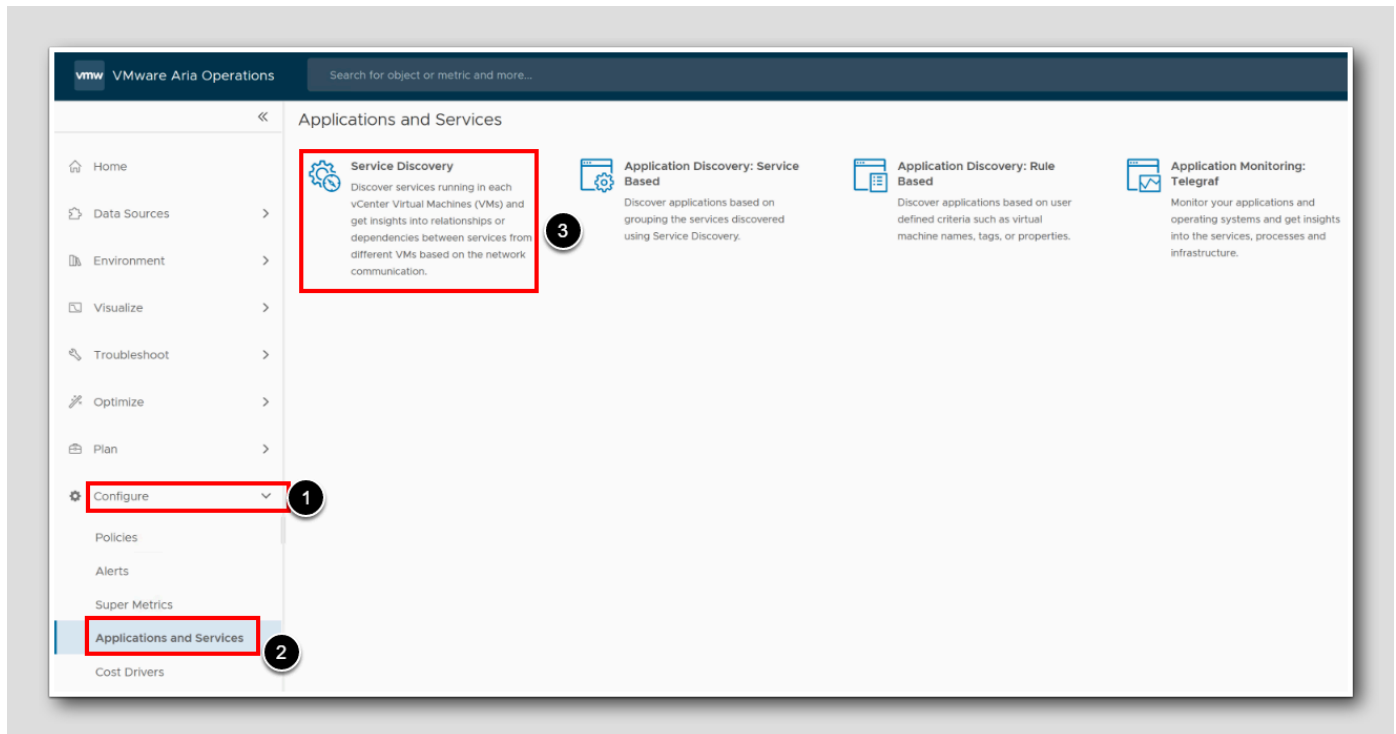 vmw VMware Aria Operations
Search for object or metric and more...
Applications and Services
Home
Data Sources
Environment
Visualize
Troubleshoot
Optimize
Plan
Configure
1
Policies
Alerts
Super Metrics
Applications and Services
2
Cost Drivers
Service Discovery
Discover services running in each
vCenter Virtual Machines (VMs) and
get insights into relationships or
dependencies between services from
different VMs based on the network
communication.
3
Application Discovery: Service
Based
Discover applications based on
grouping the services discovered
using Service Discovery.
Application Discovery: Rule
Based
Discover applications based on user
defined criteria such as virtual
machine names, tags, or properties.
Application Monitoring:
Telegraf
Monitor your applications and
operating systems and get insights
into the services, processes and
infrastructure.